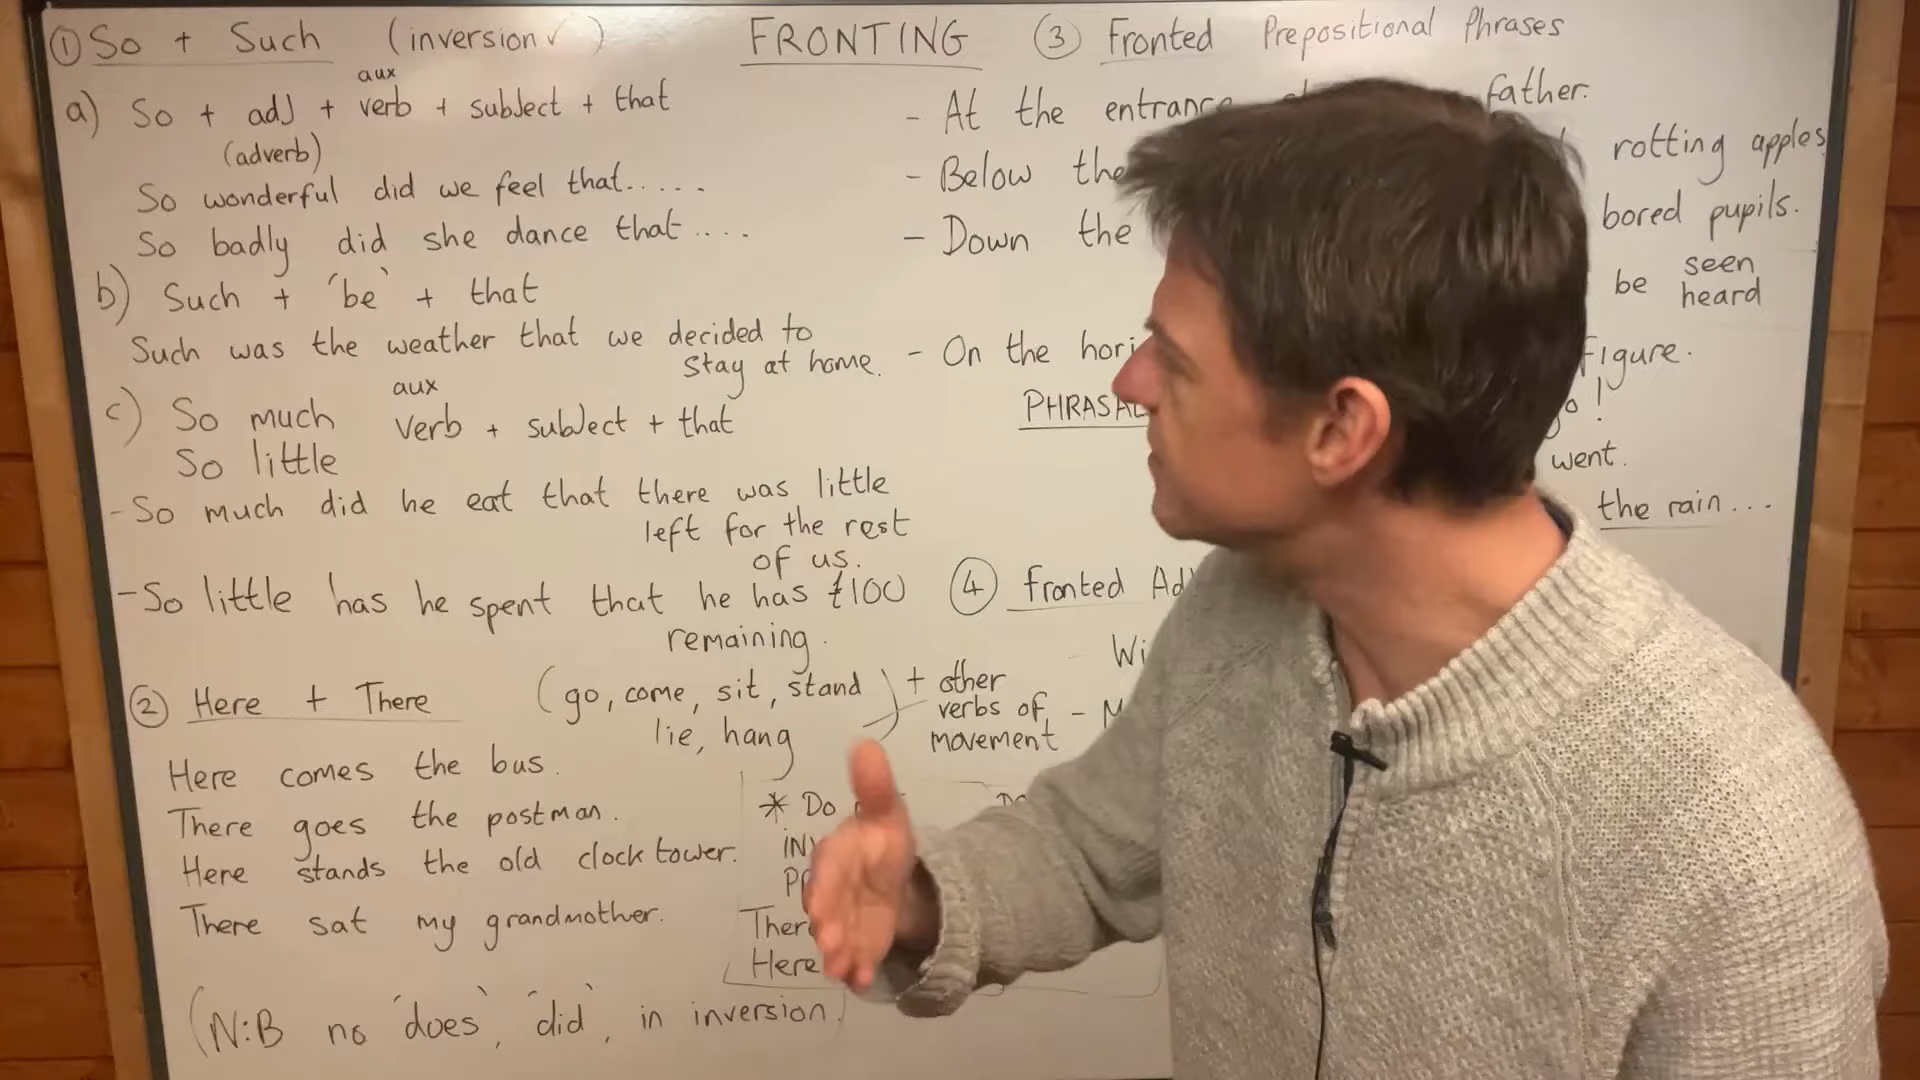 ① So + Such (inversion ✓ )
aux
a) So + adj + verb + subject + that
(adverb)
So wonderful did we feel that.....
So badly did she dance that....
b) Such + 'be' + that
Such was the weather that we decided to
stay at home.
aux
c) So much verb + subject + that
So little
- So much did he eat that there was little
left for the rest
of us.
- So little has he spent that he has £100
remaining.
② Here + There (go, come, sit, stand
lie, hang)
+ other
verbs of
movement
Here comes the bus.
There goes the postman.
Here stands the old clock tower.
There sat my grandmother.
(N:B no 'does', 'did', in inversion.
* Do
Here
FRONTING
③ Fronted Prepositional Phrases
- At the entrance father.
- Below the rotting apples
- Down the bored pupils.
be seen
heard
- On the figure.
went.
the rain...
④ Fronted